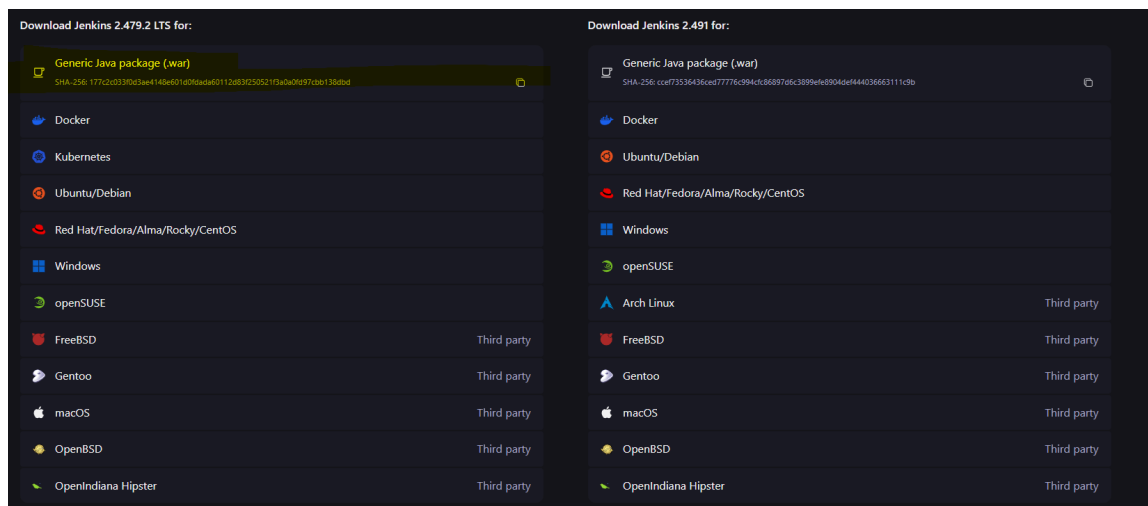 Download Jenkins 2.479.2 LTS for:
Generic Java package (.war)
SHA-256: 177c2c033f0d3ae4148e601d0fdada60112d83f250521f3a0a0fd97cbb138dbd
Docker
Kubernetes
Ubuntu/Debian
Red Hat/Fedora/Alma/Rocky/CentOS
Windows
openSUSE
FreeBSD Third party
Gentoo Third party
macOS Third party
OpenBSD Third party
OpenIndiana Hipster Third party
Download Jenkins 2.491 for:
Generic Java package (.war)
SHA-256: ccef73536436ced77776c994cfc86897d6c3899efe8904def444036663111c9b
Docker
Ubuntu/Debian
Red Hat/Fedora/Alma/Rocky/CentOS
Windows
openSUSE
Arch Linux Third party
FreeBSD Third party
Gentoo Third party
macOS Third party
OpenBSD Third party
OpenIndiana Hipster Third party